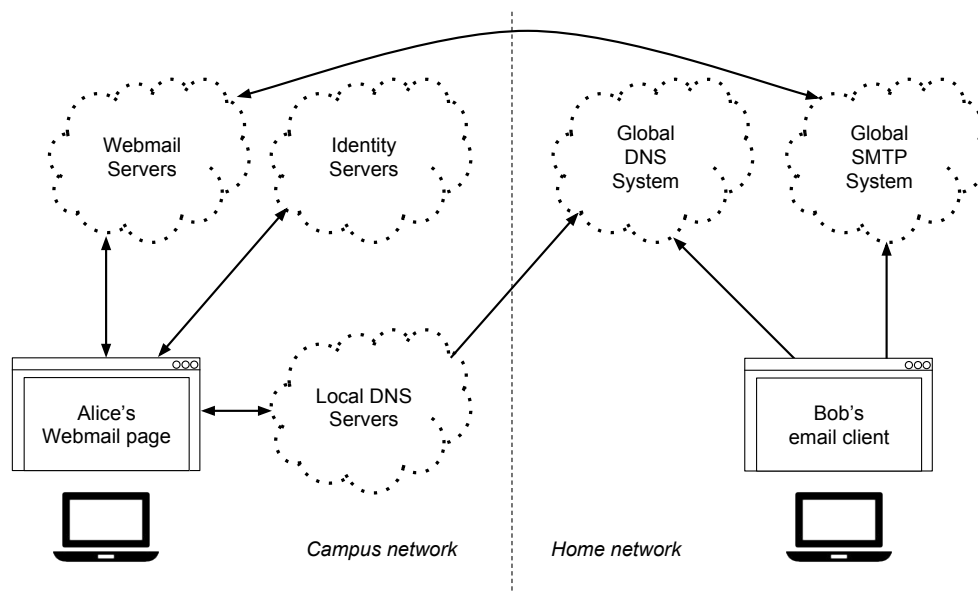 Webmail
Servers
Identity
Servers
Global
DNS
System
Global
SMTP
System
Alice's
Webmail page
Local DNS
Servers
Bob's
email client
Campus network
Home network